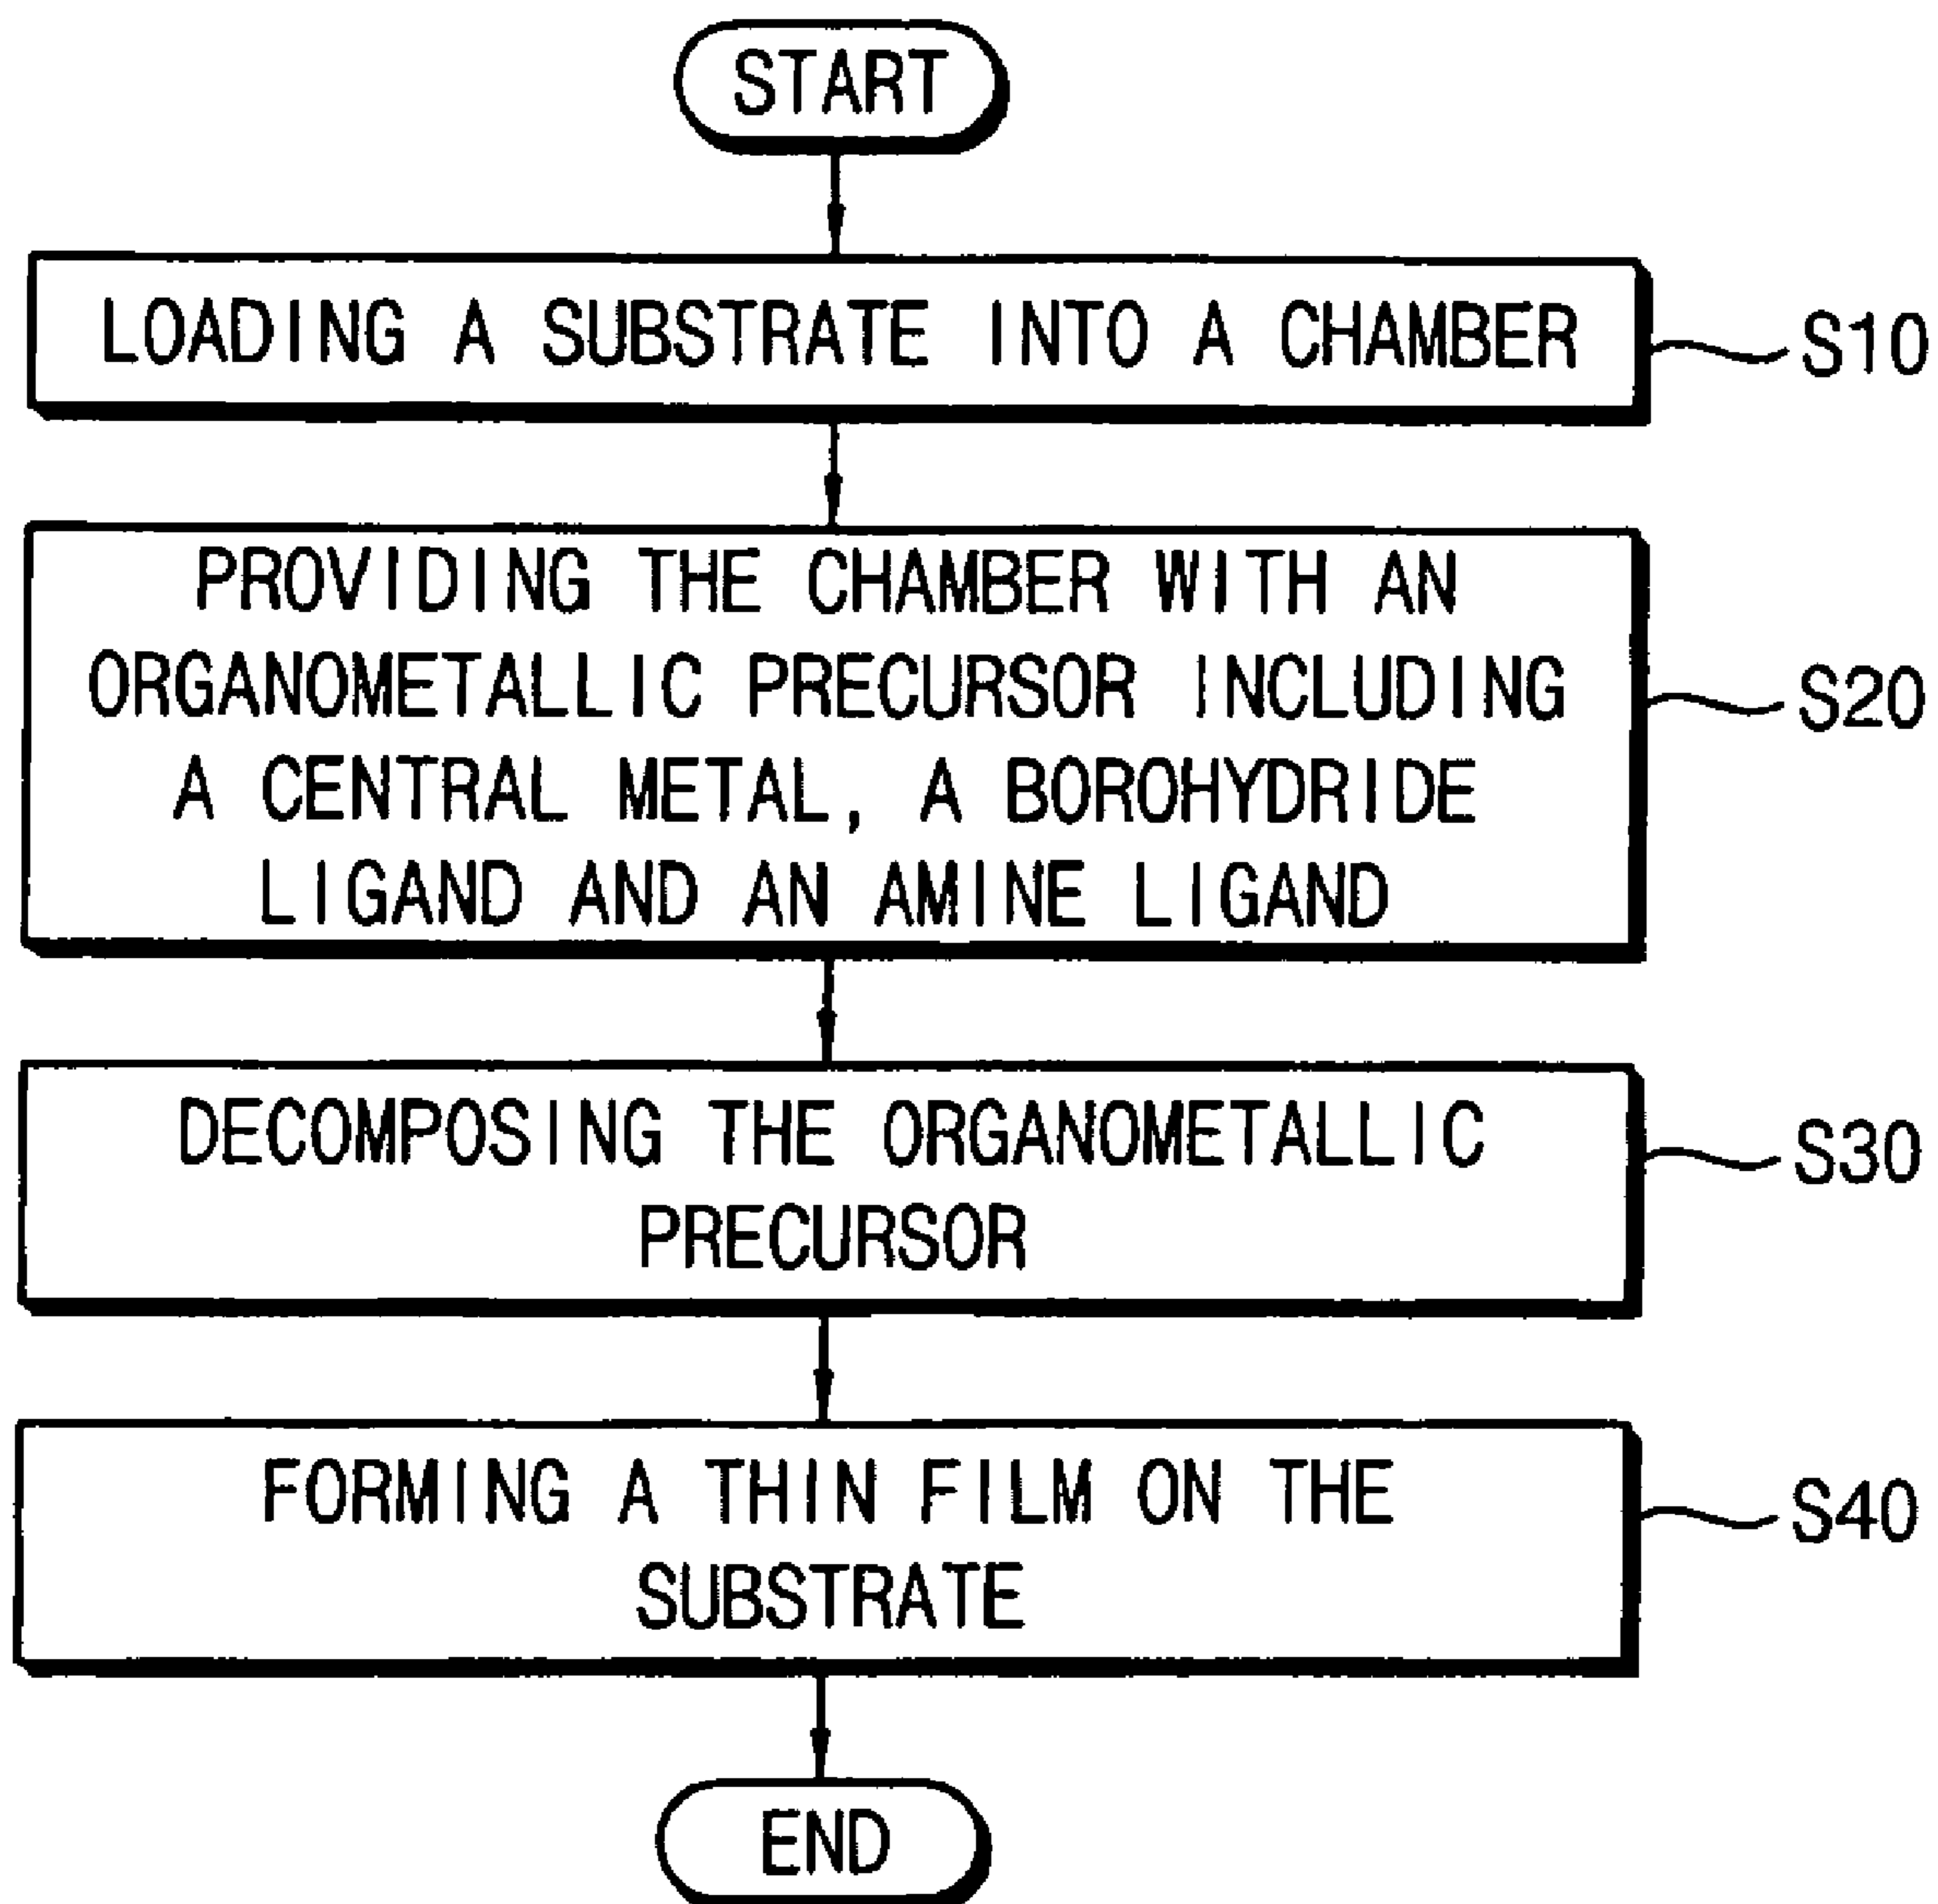 START
LOADING A SUBSTRATE INTO A CHAMBER
S10
PROVIDING THE CHAMBER WITH AN
ORGANOMETALLIC PRECURSOR INCLUDING
A CENTRAL METAL, A BOROHYDRIDE
LIGAND AND AN AMINE LIGAND
S20
DECOMPOSING THE ORGANOMETALLIC
PRECURSOR
S30
FORMING A THIN FILM ON THE
SUBSTRATE
S40
END